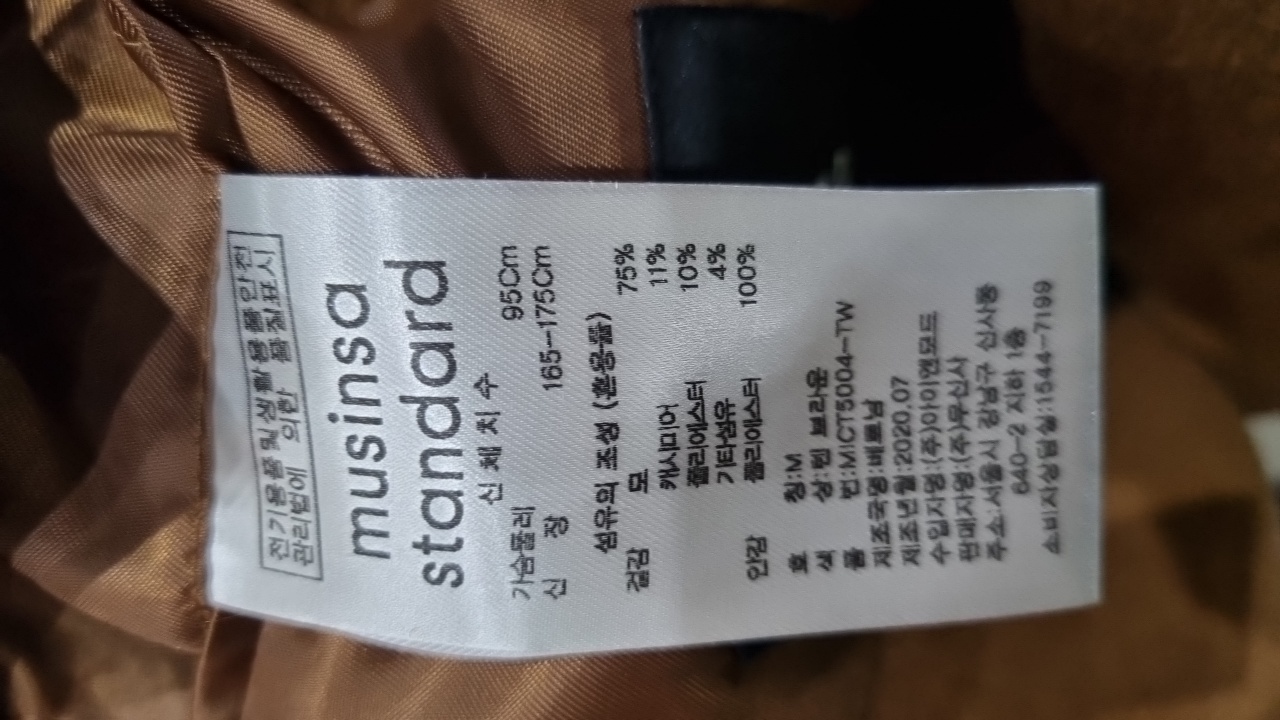 전기용품및생활용품안전
관리법에 의한 품질표시
musinsa
standard
신 체 치 수
가슴둘레 95Cm
신 장 165-175Cm
섬유의 조성 (혼용율)
겉감 모 75%
캐시미어 11%
폴리에스터 10%
기타섬유 4%
안감 폴리에스터 100%
호 칭:M
색 상:텐 브라운
품 번:MJCT5004-TW
제조국명:베트남
제조년월:2020.07
수입자명:(주)아이엔모드
판매자명:(주)무신사
주소:서울시 강남구 신사동
640-2 지하 1층
소비자상담실:1544-7199